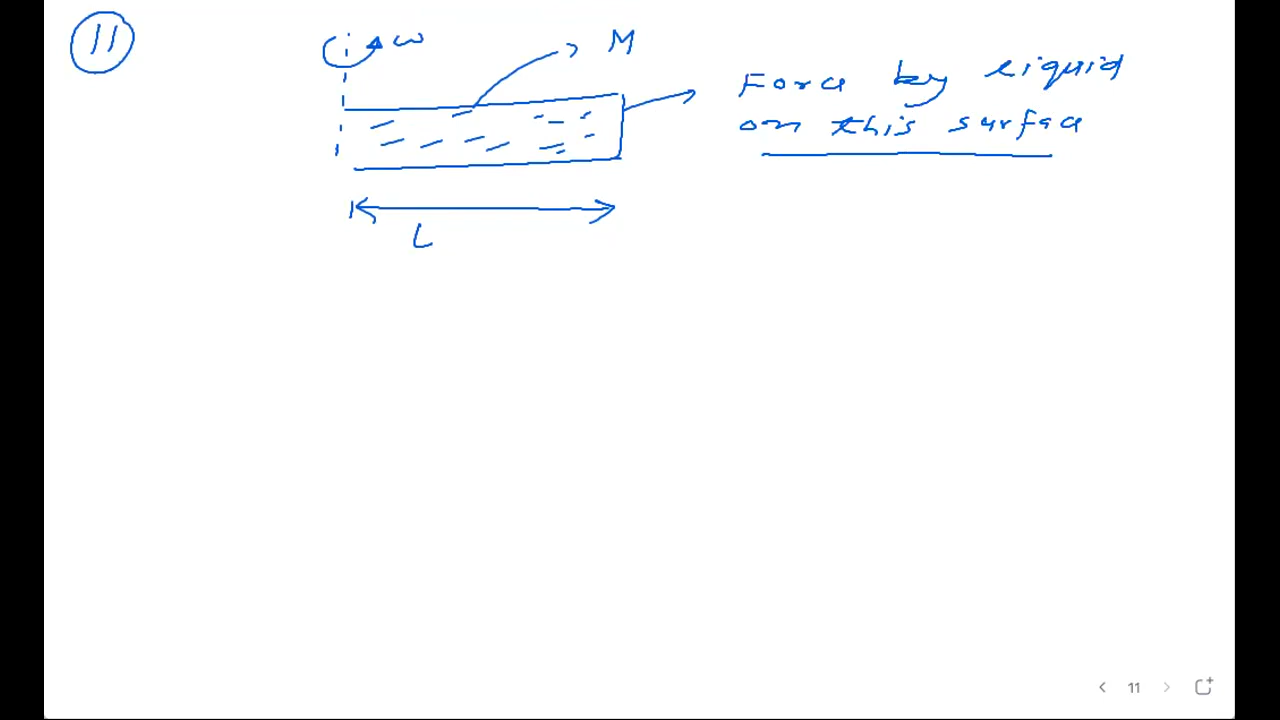 11
ω
M
Force by liquid
on this surface
L
11